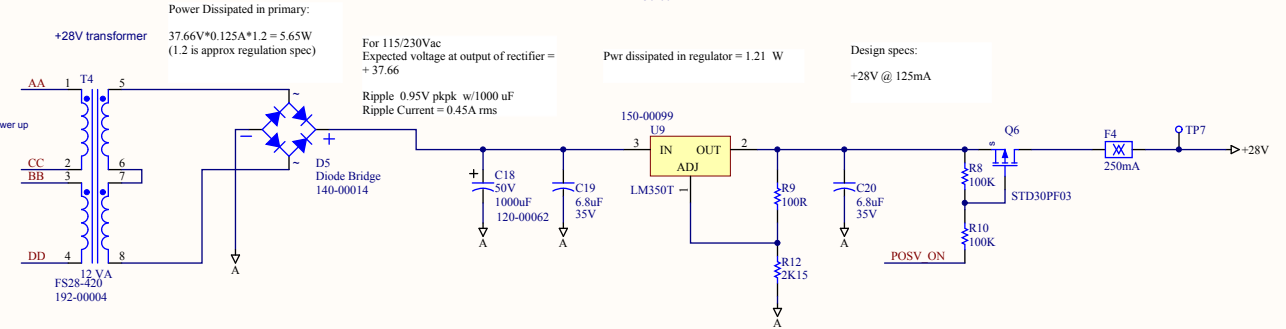 Power Dissipated in primary:
37.66V*0.125A*1.2 = 5.65W
(1.2 is approx regulation spec)
+28V transformer
For 115/230Vac
Expected voltage at output of rectifier =
+ 37.66
Ripple 0.95V pkpk w/1000 uF
Ripple Current = 0.45A rms
Pwr dissipated in regulator = 1.21 W
Design specs:
+28V @ 125mA
AA 1 T4 5
wer up
CC 2 6
BB 3 7
DD 4 8
12 VA
FS28-420
192-00004
~
− +
~
D5
Diode Bridge
140-00014
A
+ C18
50V
1000uF
120-00062
A
C19
6.8uF
35V
A
150-00099
U9
3 IN OUT 2
ADJ
LM350T 1
R9
100R
R12
2K15
A
C20
6.8uF
35V
A
R8
100K
R10
100K
POSV_ON
Q6
s
STD30PF03
F4
250mA
TP7
+28V